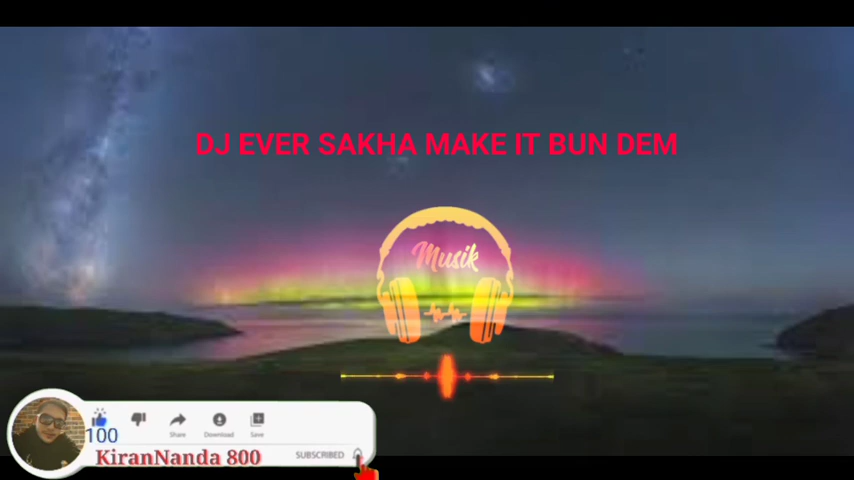 DJ EVER SAKHA MAKE IT BUN DEM
Musik
100
Share Download Save
KiranNanda 800
SUBSCRIBED